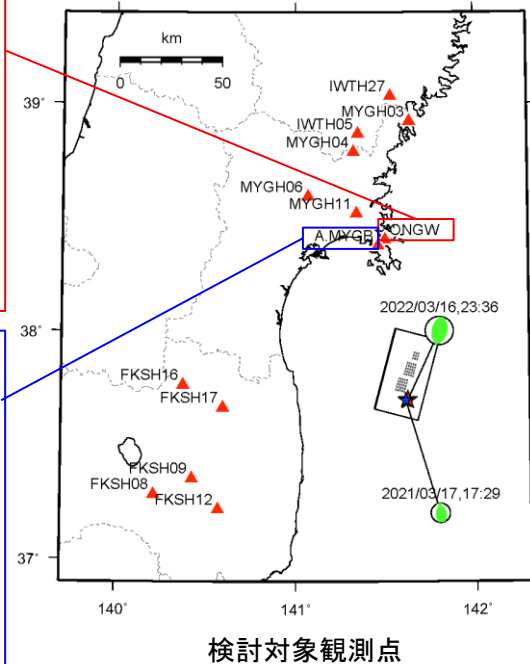 km
0 50
39°
38°
37°
IWTH27
MYGH03
IWTH05
MYGH04
MYGH06
MYGH11
A.MYGB
ONGW
2022/03/16,23:36
FKSH16
FKSH17
FKSH09
FKSH08
FKSH12
2021/03/17,17:29
140° 141° 142°
検討対象観測点